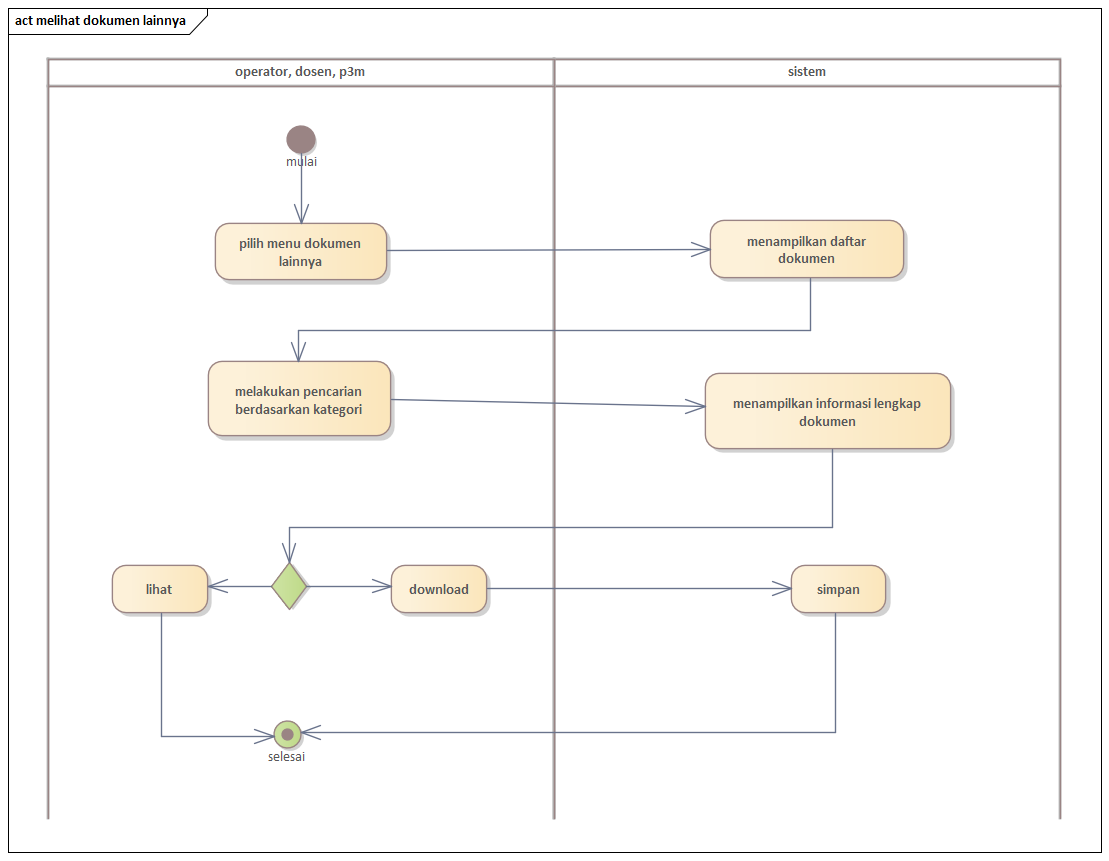 act melihat dokumen lainnya
operator, dosen, p3m
sistem
mulai
pilih menu dokumen
lainnya
menampilkan daftar
dokumen
melakukan pencarian
berdasarkan kategori
menampilkan informasi lengkap
dokumen
lihat
download
simpan
selesai